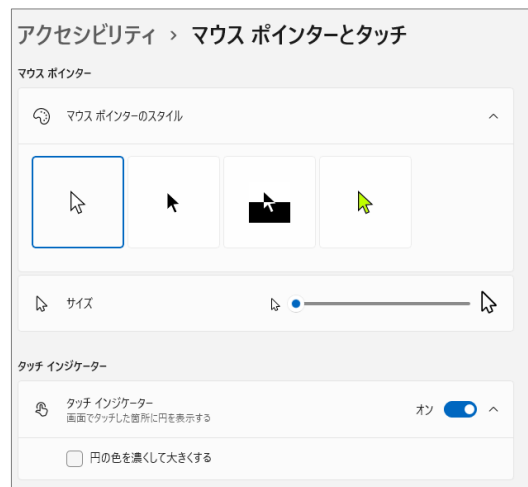 アクセシビリティ › マウス ポインターとタッチ
マウス ポインター
マウス ポインターのスタイル
サイズ
タッチ インジケーター
タッチ インジケーター
オン
画面でタッチした箇所に円を表示する
円の色を濃くして大きくする